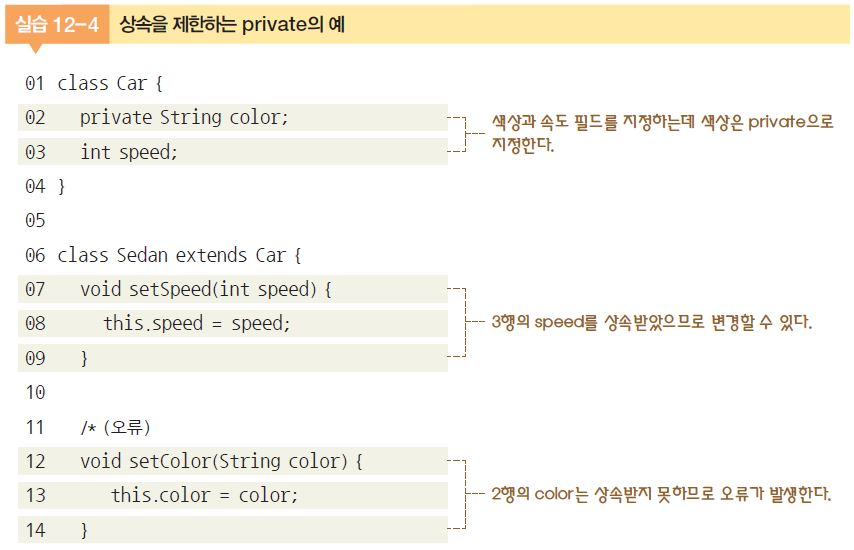 실습 12-4 상속을 제한하는 private의 예
01 class Car {
02 private String color;
03 int speed;
색상과 속도 필드를 지정하는데 색상은 private으로
지정한다.
04 }
05
06 class Sedan extends Car {
07 void setSpeed(int speed) {
08 this.speed = speed;
3행의 speed를 상속받았으므로 변경할 수 있다.
09 }
10
11 /* (오류)
12 void setColor(String color) {
13 this.color = color;
2행의 color는 상속받지 못하므로 오류가 발생한다.
14 }